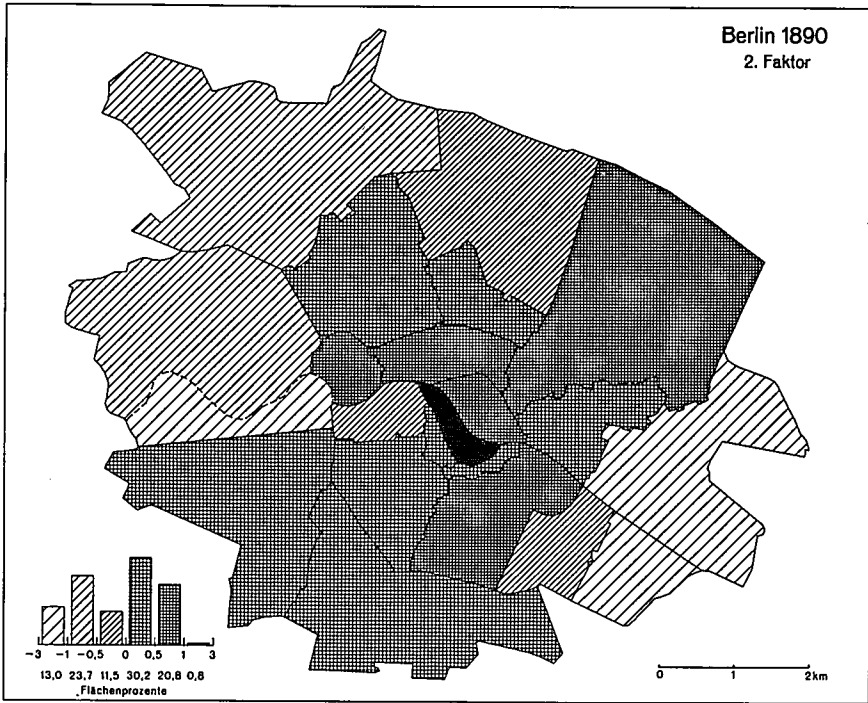 Berlin 1890
2. Faktor
-3 -1 -0,5 0 0,5 1 3
13,0 23,7 11,5 30,2 20,8 0,8
Flächenprozente
0 1 2km